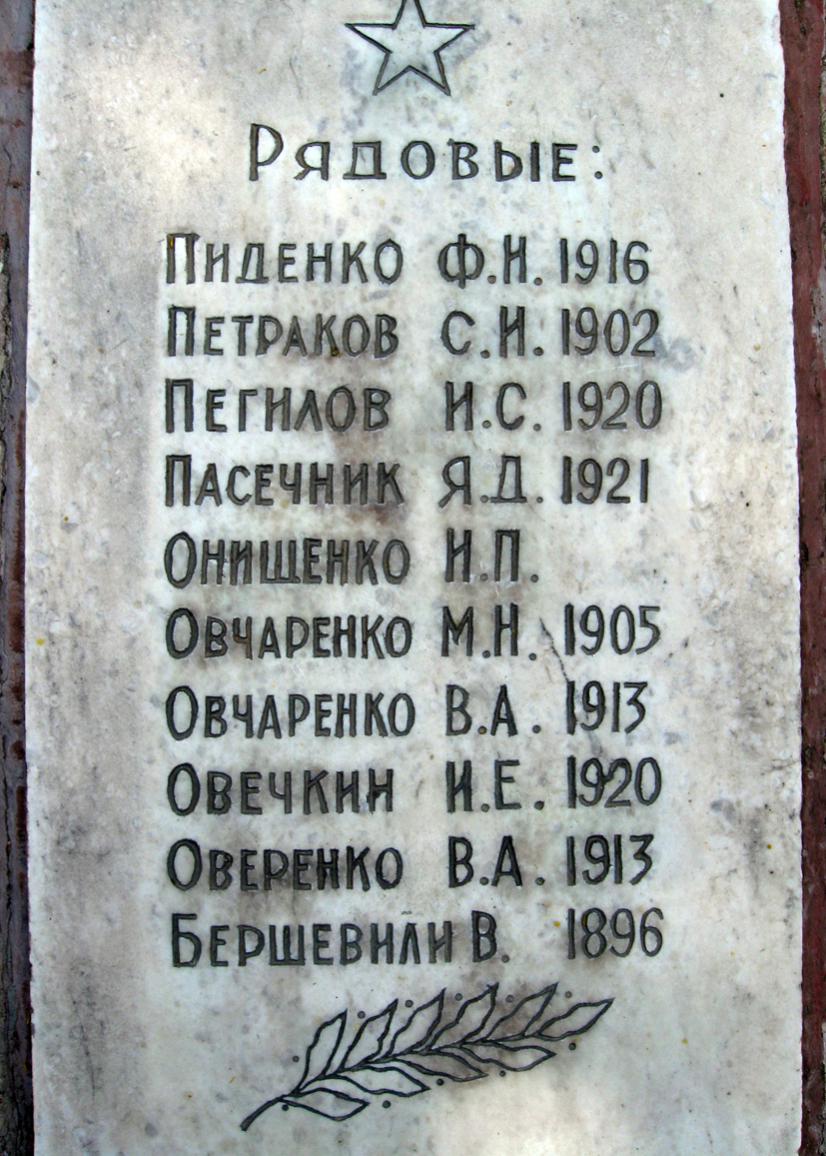 Рядовые:
Пиденко Ф.И. 1916
Петраков С.И. 1902
Пегилов И.С. 1920
Пасечник Я.Д. 1921
Онищенко И.П.
Овчаренко М.Н. 1905
Овчаренко В.А. 1913
Овечкин И.Е. 1920
Оверенко В.А. 1913
Бершевили В. 1896